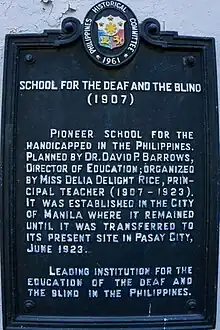 PHILIPPINES HISTORICAL COMMITTEE
1961
SCHOOL FOR THE DEAF AND THE BLIND
(1907)
PIONEER SCHOOL FOR THE
HANDICAPPED IN THE PHILIPPINES.
PLANNED BY DR. DAVID P. BARROWS,
DIRECTOR OF EDUCATION; ORGANIZED
BY MISS DELIA DELIGHT RICE, PRIN-
CIPAL TEACHER (1907-1923).
IT WAS ESTABLISHED IN THE CITY
OF MANILA WHERE IT REMAINED
UNTIL IT WAS TRANSFERRED TO
ITS PRESENT SITE IN PASAY CITY,
JUNE 1923.
LEADING INSTITUTION FOR THE
EDUCATION OF THE DEAF AND
THE BLIND IN THE PHILIPPINES.